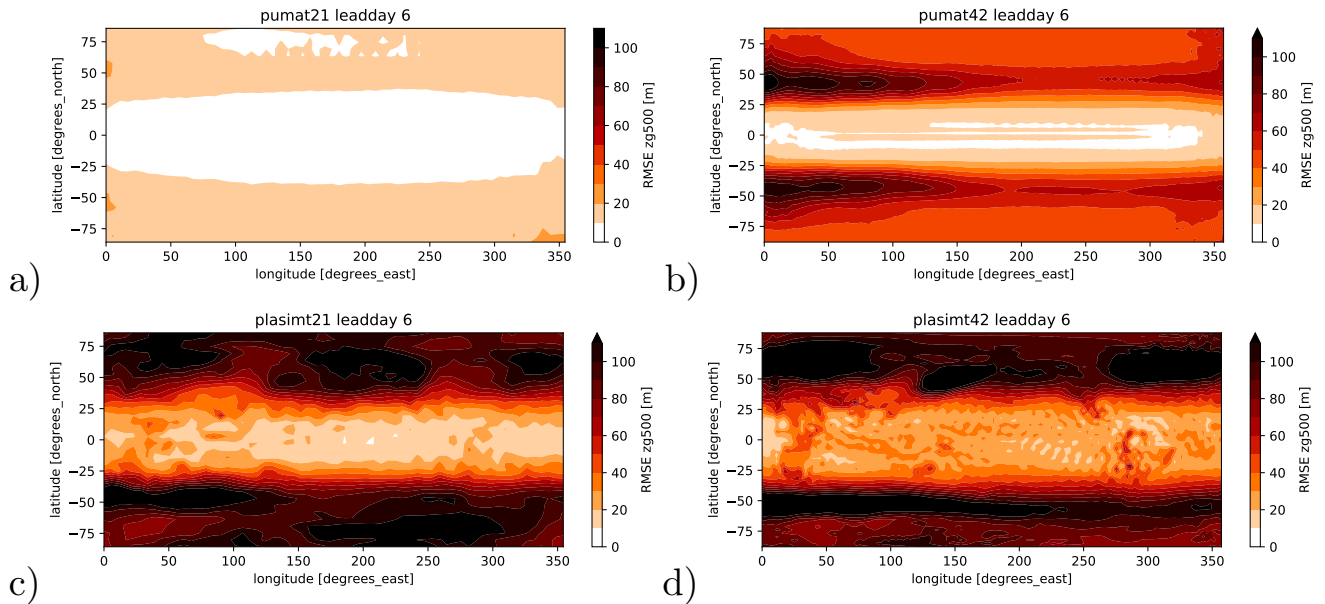 pumat21 leadday 6
75
50
25
0
−25
−50
−75
latitude [degrees_north]
0 50 100 150 200 250 300 350
longitude [degrees_east]
100
80
60
40
20
0
RMSE zg500 [m]
a)
pumat42 leadday 6
75
50
25
0
−25
−50
−75
latitude [degrees_north]
0 50 100 150 200 250 300 350
longitude [degrees_east]
100
80
60
40
20
0
RMSE zg500 [m]
b)
plasimt21 leadday 6
75
50
25
0
−25
−50
−75
latitude [degrees_north]
0 50 100 150 200 250 300 350
longitude [degrees_east]
100
80
60
40
20
0
RMSE zg500 [m]
c)
plasimt42 leadday 6
75
50
25
0
−25
−50
−75
latitude [degrees_north]
0 50 100 150 200 250 300 350
longitude [degrees_east]
100
80
60
40
20
0
RMSE zg500 [m]
d)